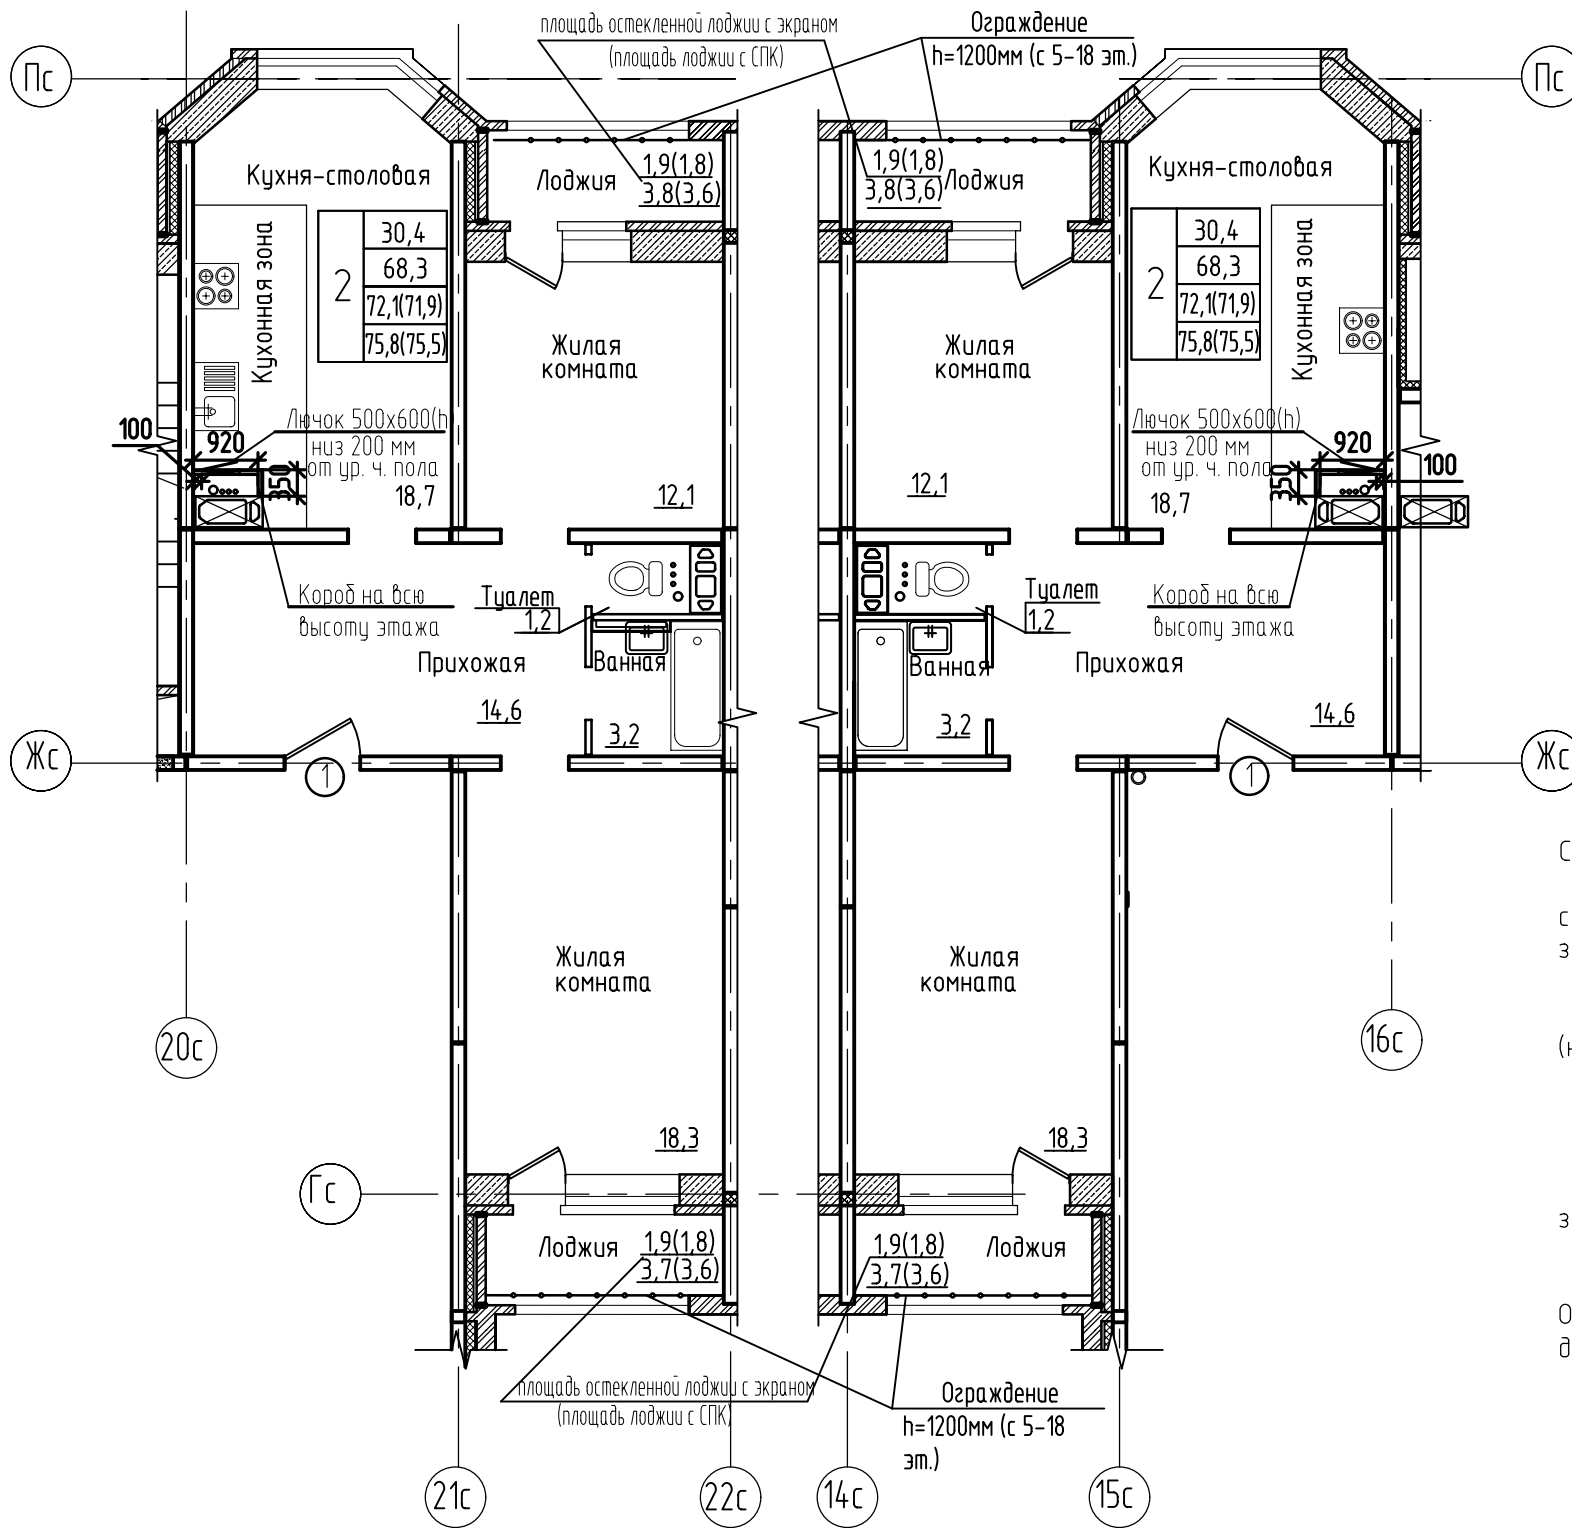 площадь остекленной лоджии с экраном
(площадь лоджии с СПК)
Ограждение
h=1200мм (с 5-18 эт.)
Пс
Пс
Кухня-столовая
Лоджия
1,9(1,8)
3,8(3,6)
1,9(1,8)
3,8(3,6)
Лоджия
Кухня-столовая
Кухонная зона
2
30,4
68,3
72,1(71,9)
75,8(75,5)
Жилая
комната
Жилая
комната
2
30,4
68,3
72,1(71,9)
75,8(75,5)
Кухонная зона
100
920
350
Лючок 500х600(h
низ 200 мм
от ур. ч. пола
18,7
12,1
12,1
Лючок 500х600(h)
низ 200 мм
от ур. ч. пола
18,7
920
350
100
Короб на всю
высоту этажа
Туалет
1,2
Туалет
1,2
Короб на всю
высоту этажа
Прихожая
14,6
Ванная
3,2
Ванная
3,2
Прихожая
14,6
Жс
1
1
Жс
С
с
з
Жилая
комната
Жилая
комната
20с
16с
(н
18,3
18,3
Гс
з
Лоджия
1,9(1,8)
3,7(3,6)
1,9(1,8)
3,7(3,6)
Лоджия
О
д
площадь остекленной лоджии с экраном
(площадь лоджии с СПК)
Ограждение
h=1200мм (с 5-18
эт.)
21с
22с
14с
15с